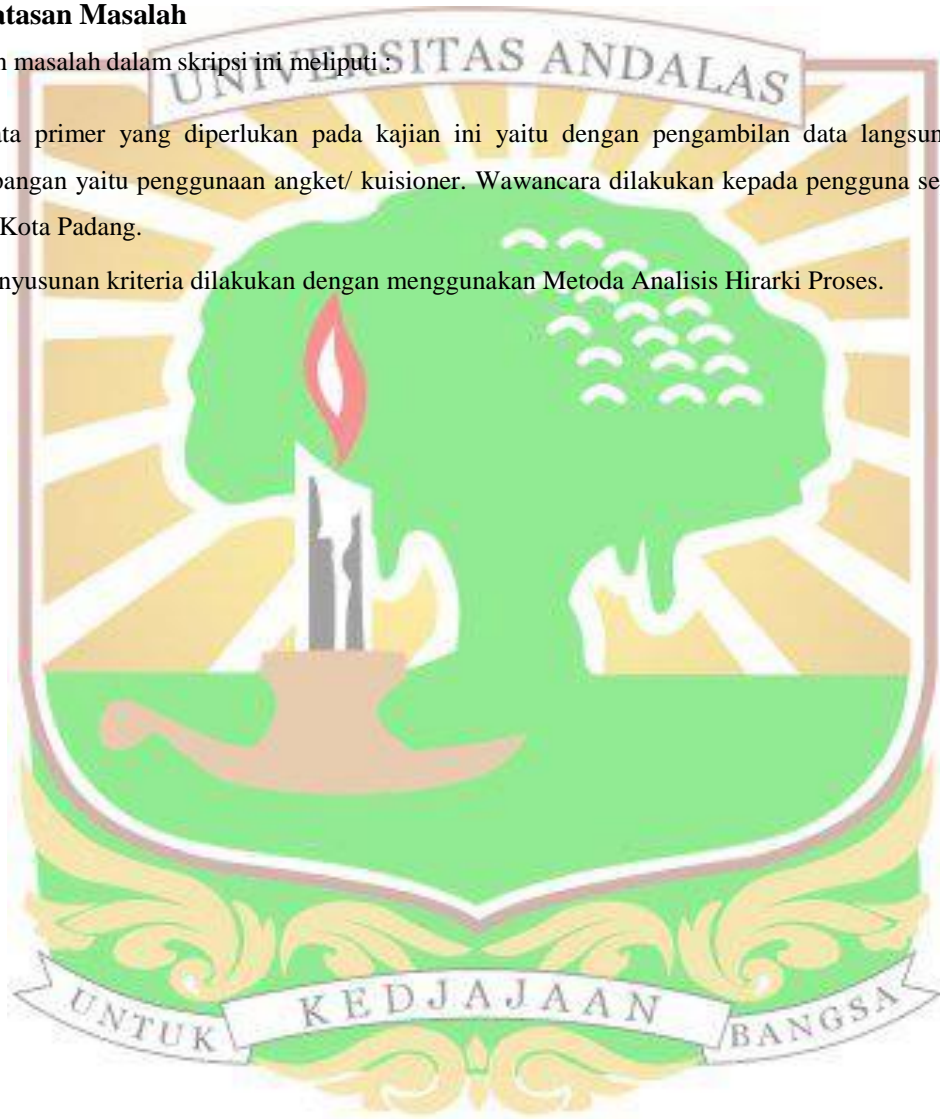 atasan Masalah
UNIVERSITAS ANDALAS
n masalah dalam skripsi ini meliputi :
ata primer yang diperlukan pada kajian ini yaitu dengan pengambilan data langsun
pangan yaitu penggunaan angket/ kuisioner. Wawancara dilakukan kepada pengguna se
Kota Padang.
nyusunan kriteria dilakukan dengan menggunakan Metoda Analisis Hirarki Proses.
UNTUK KEDJAJAAN BANGSA